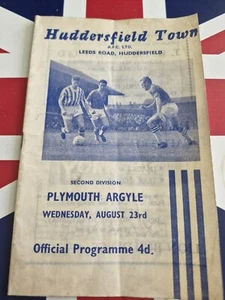 Huddersfield Town
A.F.C. LTD.
LEEDS ROAD, HUDDERSFIELD
SECOND DIVISION
PLYMOUTH ARGYLE
WEDNESDAY, AUGUST 23rd
Official Programme 4d.